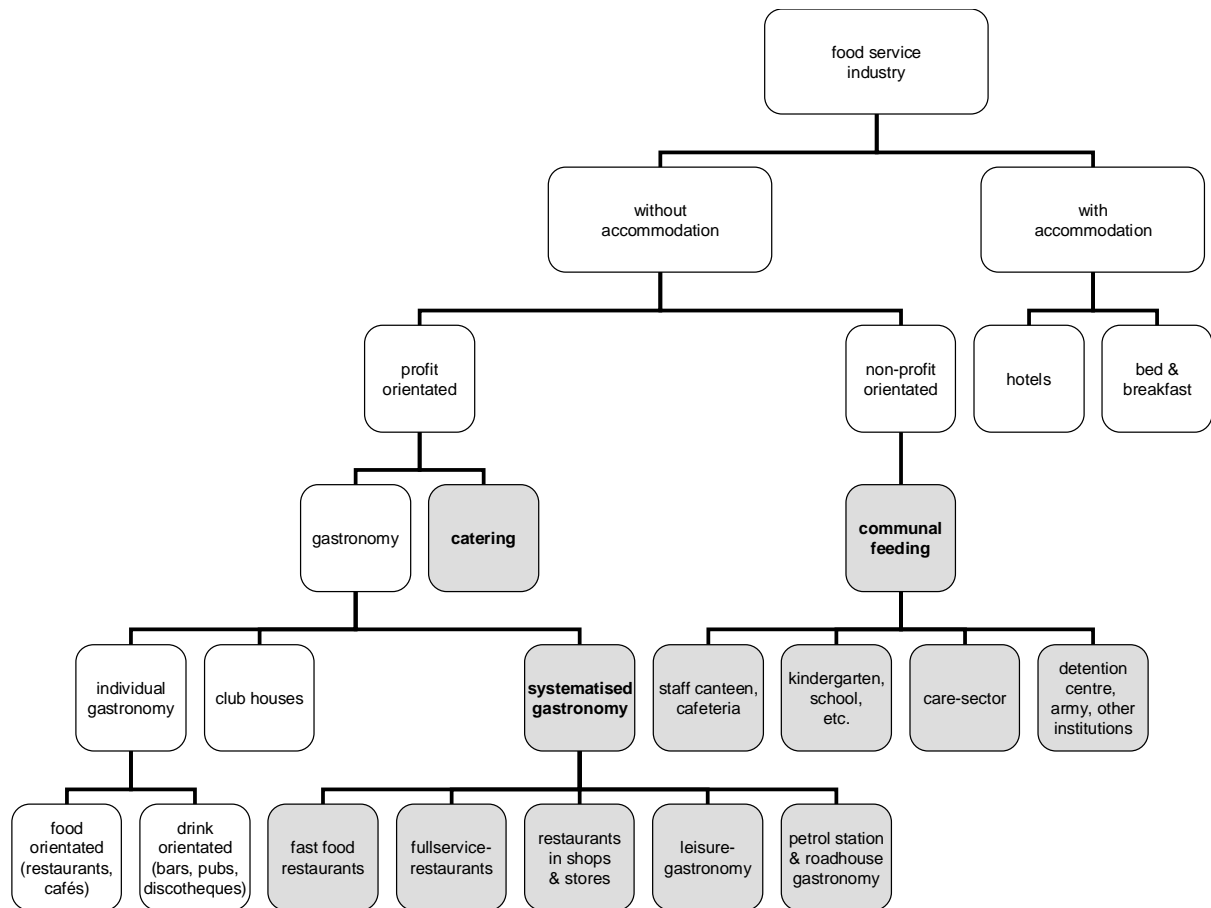 food service
industry
without
accommodation
with
accommodation
profit
orientated
non-profit
orientated
hotels
bed &
breakfast
gastronomy
catering
communal
feeding
individual
gastronomy
club houses
systematised
gastronomy
staff canteen,
cafeteria
kindergarten,
school,
etc.
care-sector
detention
centre,
army, other
institutions
food
orientated
(restaurants,
cafés)
drink
orientated
(bars, pubs,
discotheques)
fast food
restaurants
fullservice-
restaurants
restaurants
in shops
& stores
leisure-
gastronomy
petrol station
& roadhouse
gastronomy